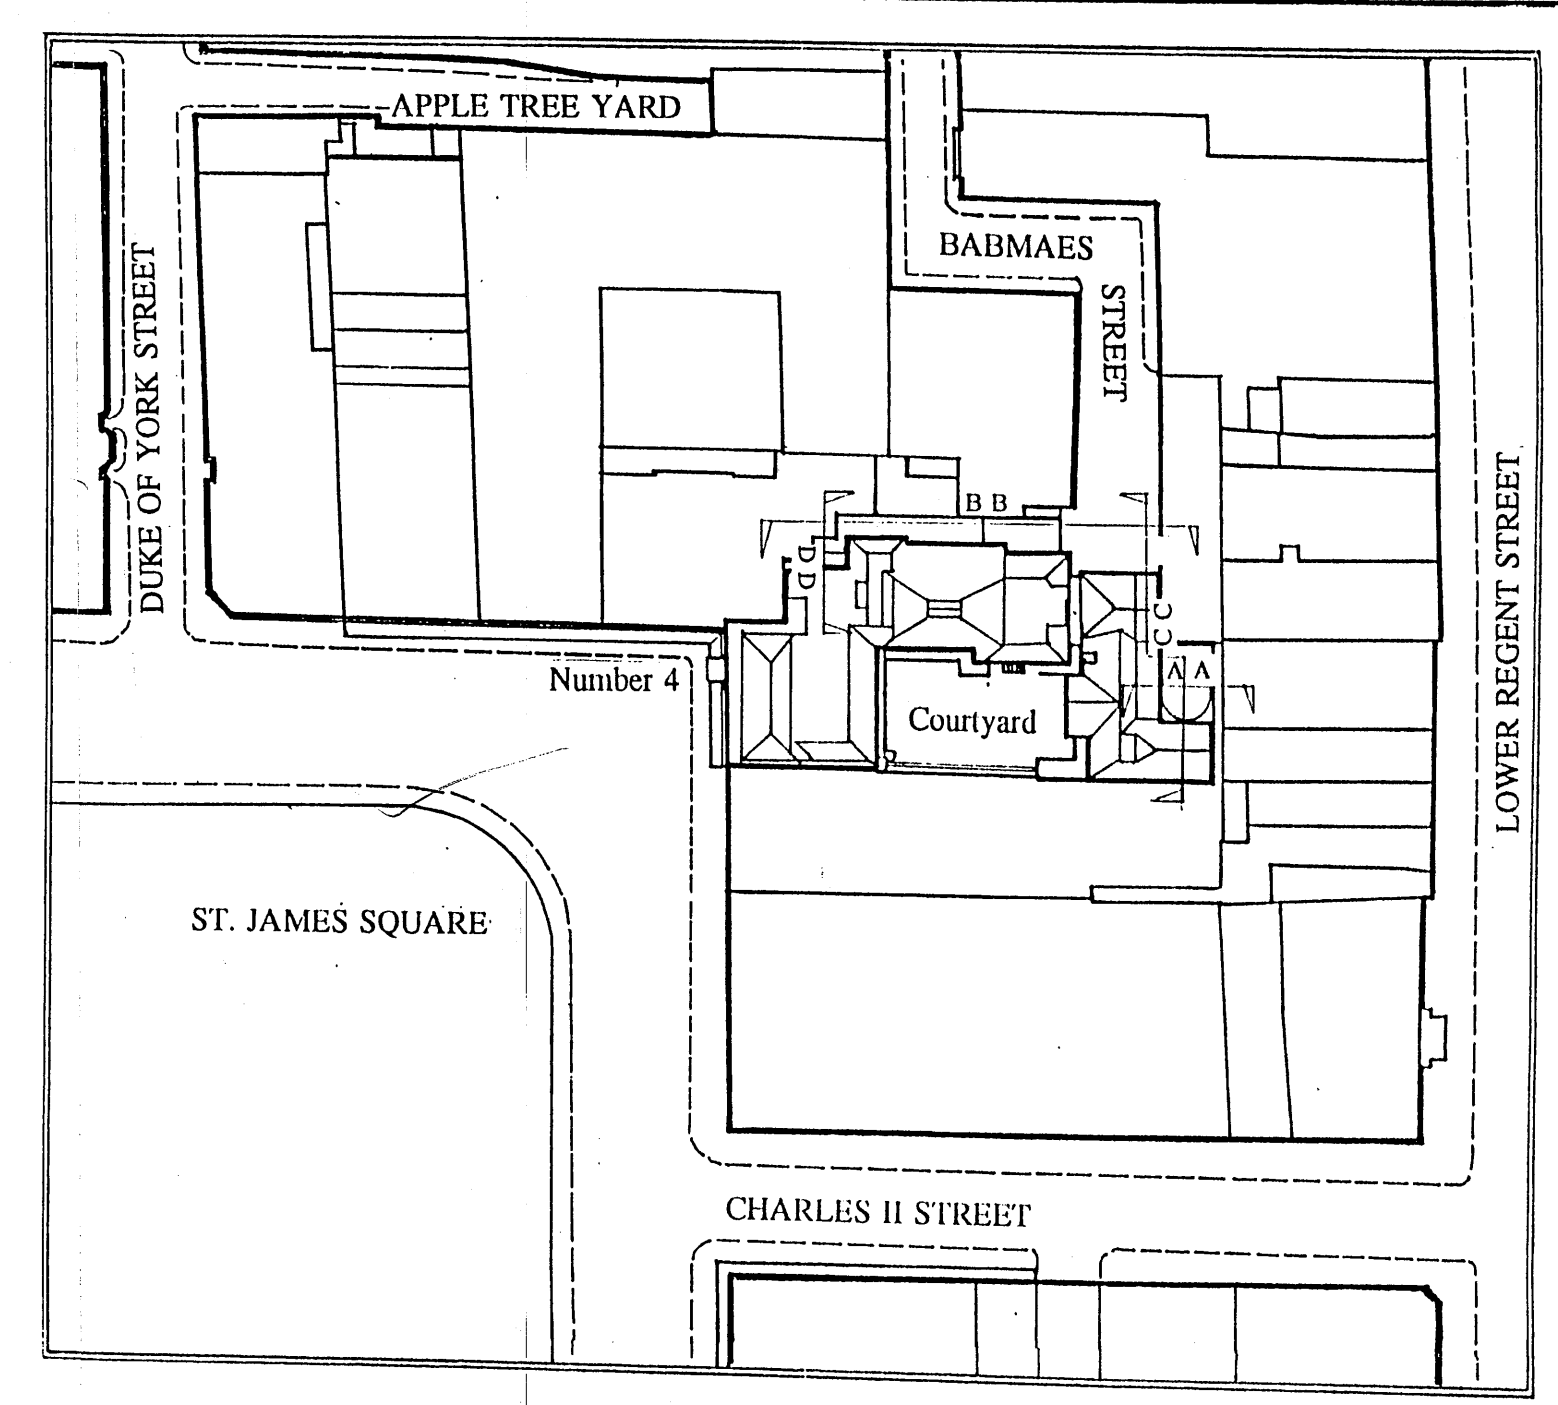 APPLE TREE YARD
BABMAES
STREET
DUKE OF YORK STREET
LOWER REGENT STREET
B B
D D
C C
A A
Number 4
Courtyard
ST. JAMES SQUARE
CHARLES II STREET